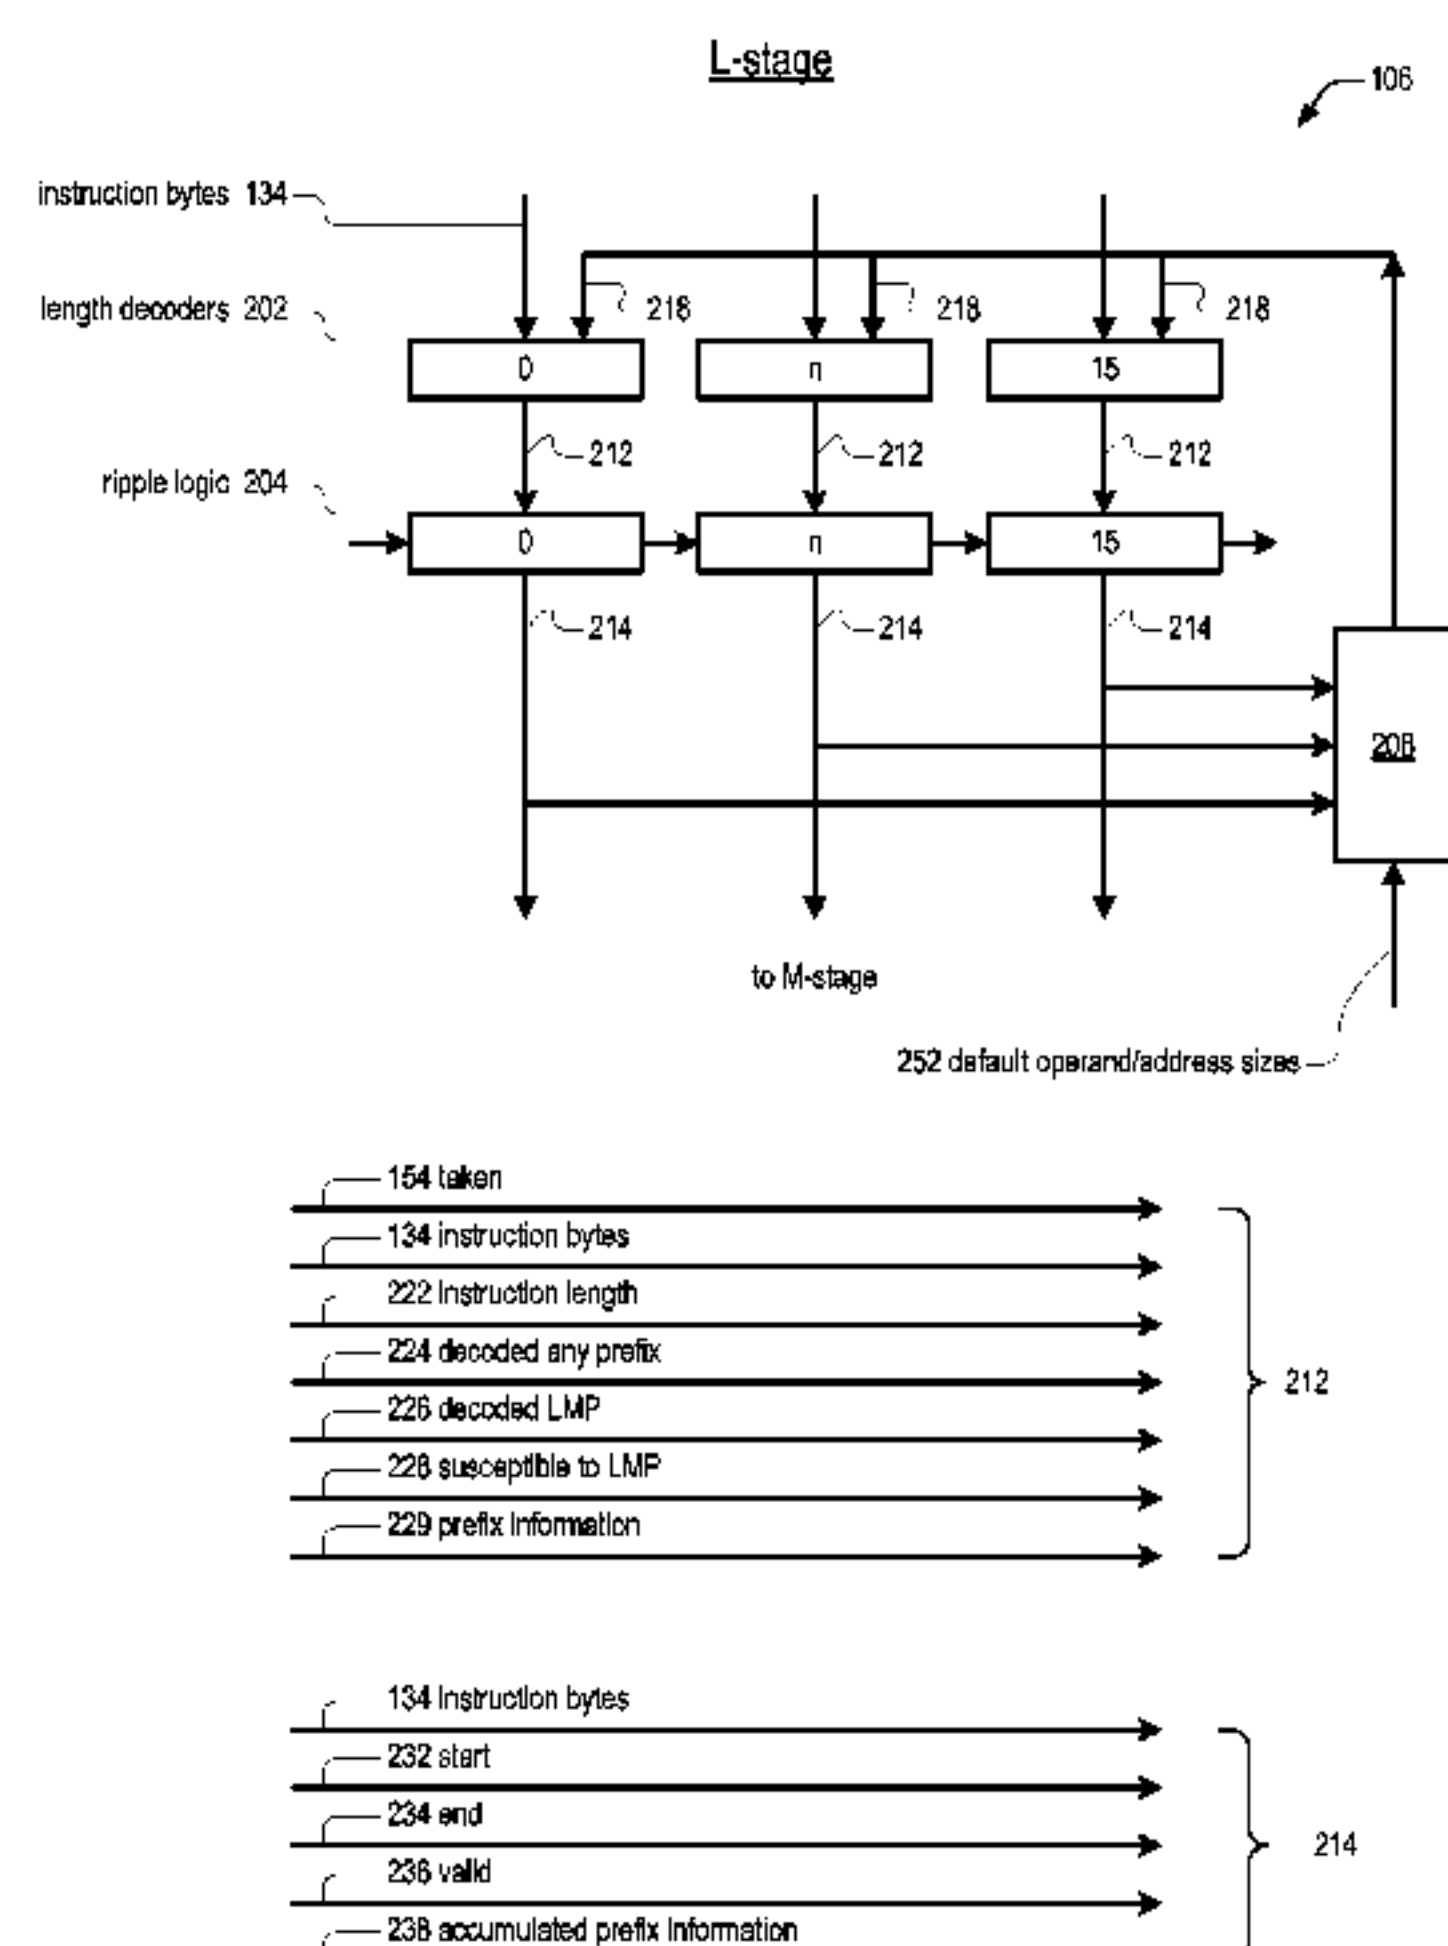 L-stage
106
instruction bytes 134
length decoders 202
218
218
218
0
n
15
212
212
212
ripple logic 204
0
n
15
214
214
214
208
to M-stage
252 default operand/address sizes
154 taken
134 instruction bytes
222 instruction length
224 decoded any prefix
226 decoded LMP
228 susceptible to LMP
229 prefix information
212
134 instruction bytes
232 start
234 end
236 valid
238 accumulated prefix information
214